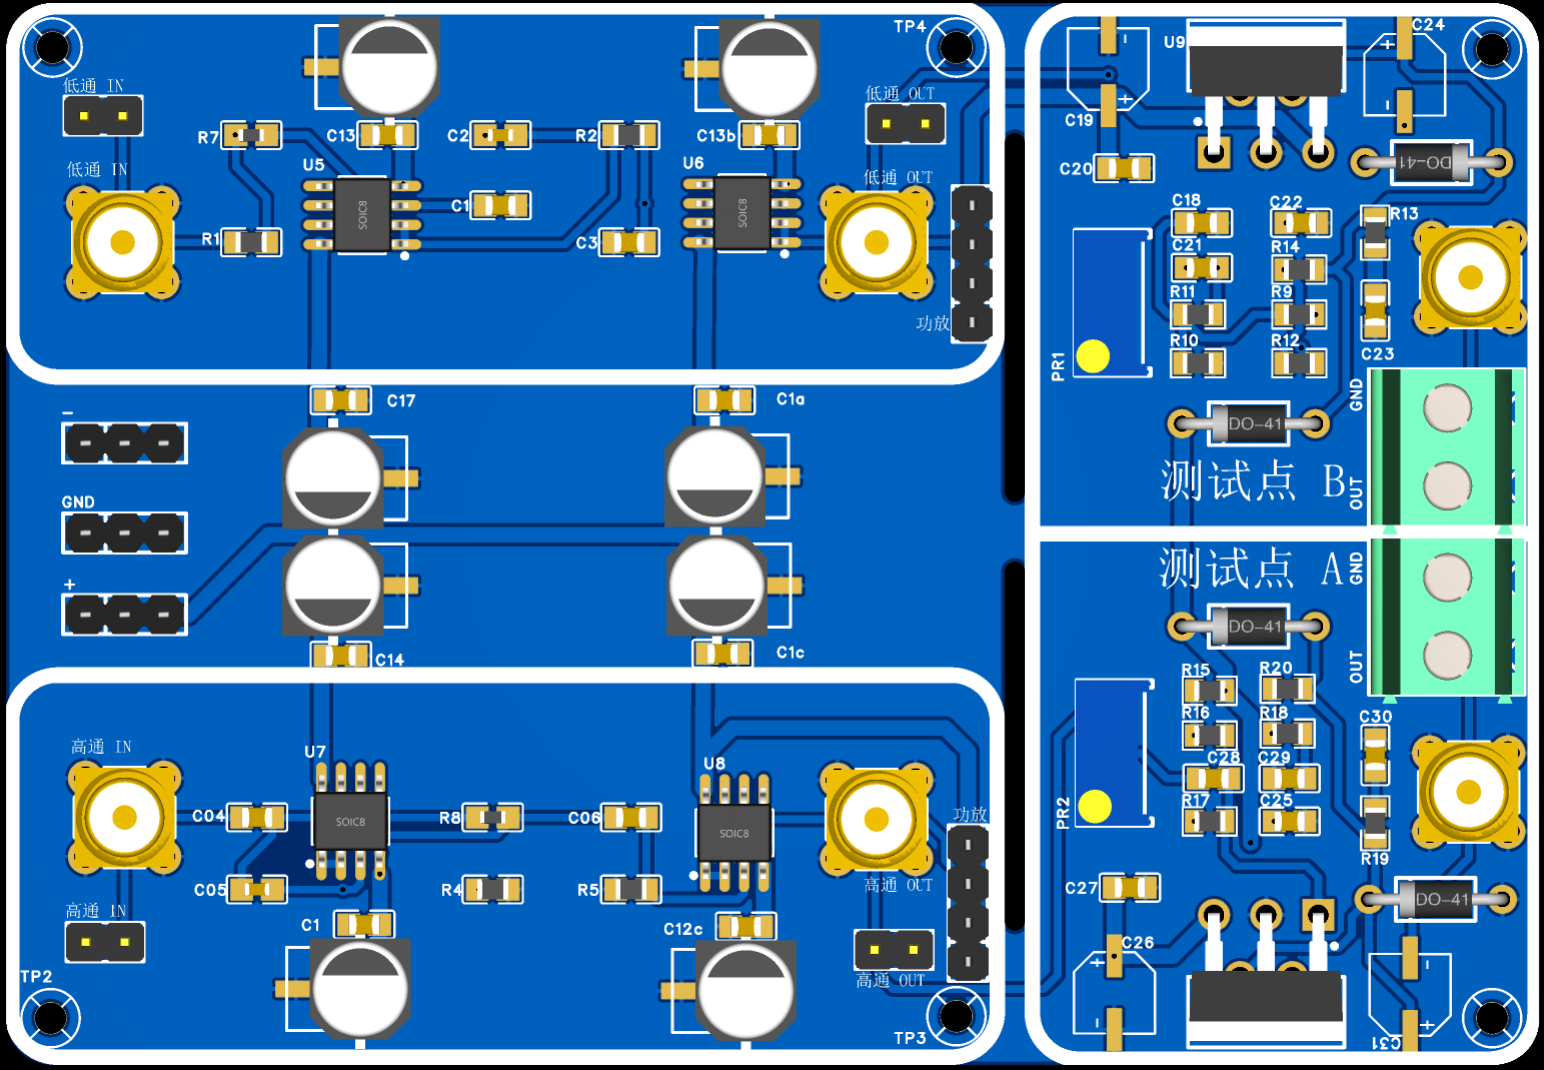 TP4
U9
C24
低通 IN
低通 OUT
C19
R7
C13
C2
R2
C13b
U5
U6
DO-41
C20
低通 IN
低通 OUT
SOIC8
SOIC8
C1
R1
C3
C18
C22
R13
C21
R14
R11
R9
功放
R10
R12
C23
PR1
GND
C17
C1a
DO-41
-
测试点 B
OUT
GND
测试点 A
GND
+
DO-41
C14
C1c
OUT
R15
R20
R16
R18
C30
高通 IN
U7
U8
C28
C29
PR2
R17
C25
C04
SOIC8
R8
C06
SOIC8
功放
R19
C05
R4
R5
高通 OUT
C27
DO-41
高通 IN
C1
C12c
C26
+
-
TP2
高通 OUT
TP3
-
+
C31